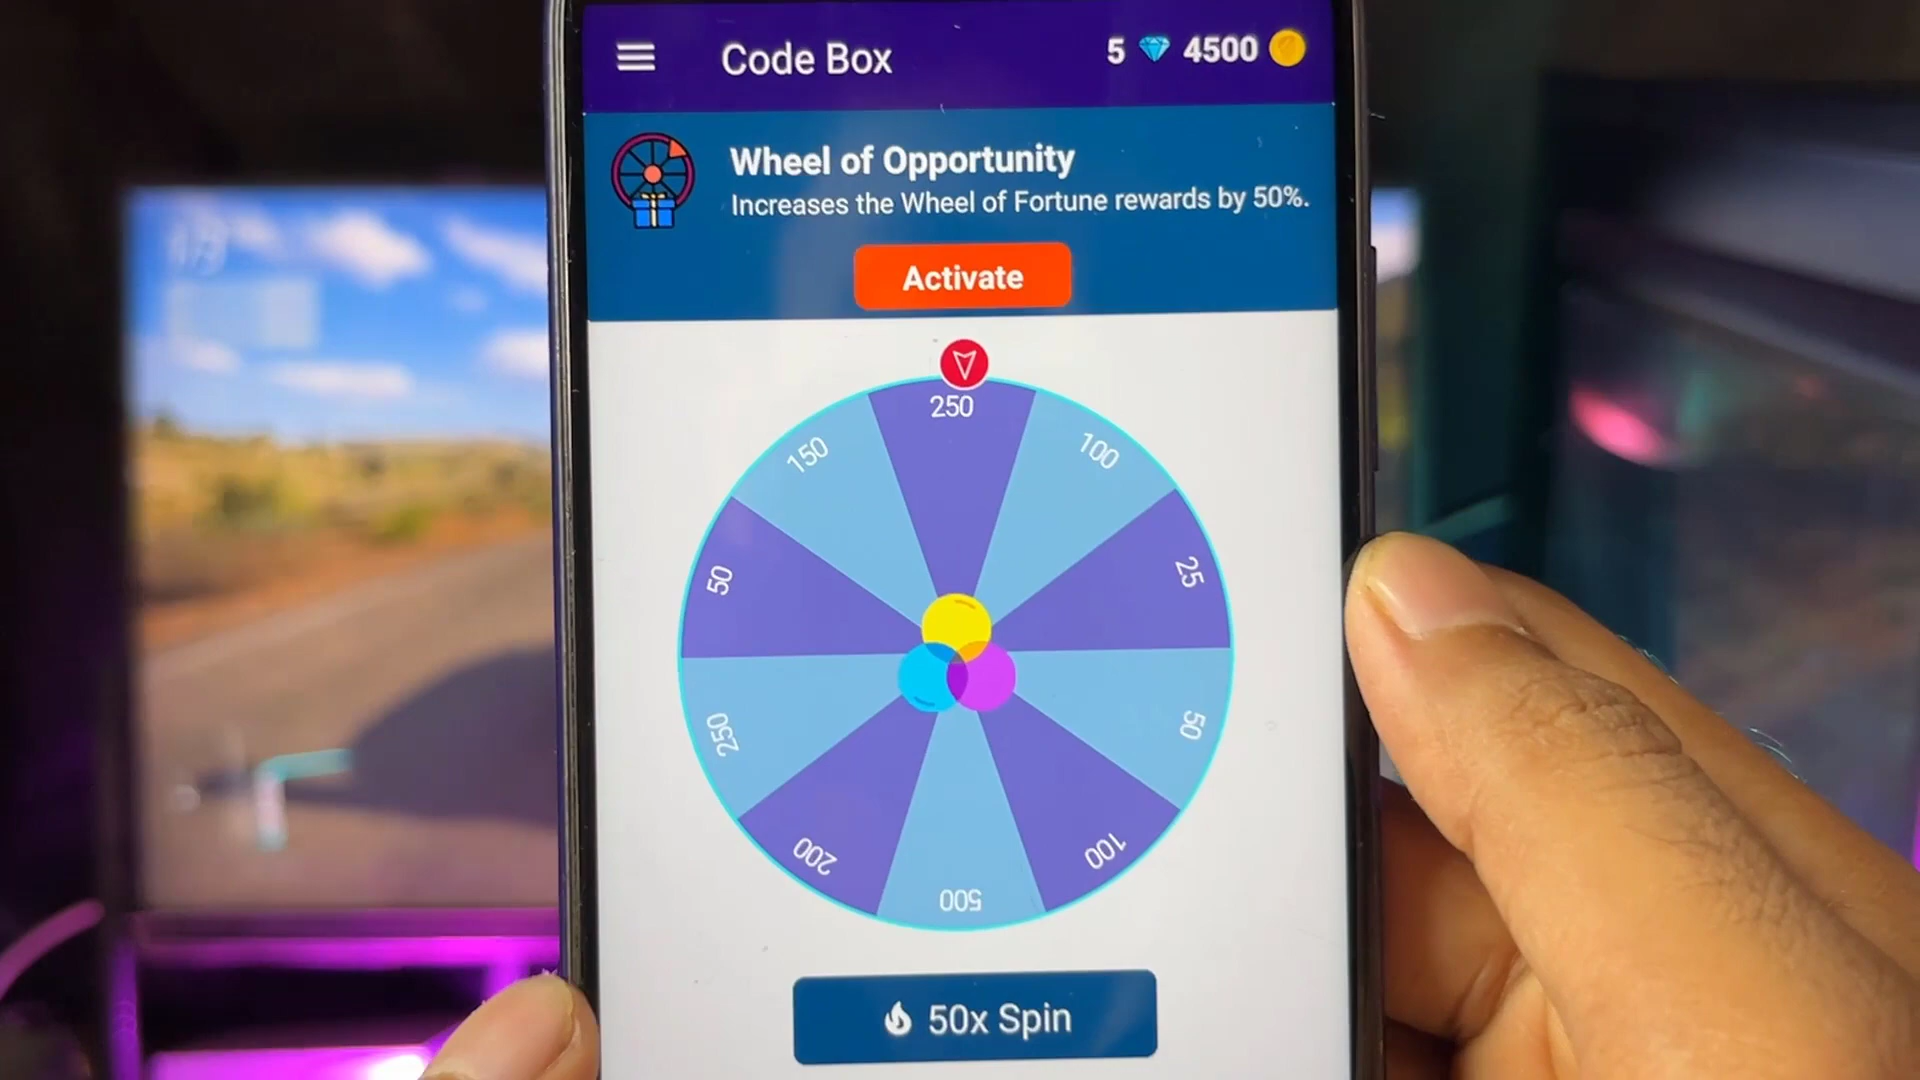 Code Box
5 4500
Wheel of Opportunity
Increases the Wheel of Fortune rewards by 50%.
Activate
250
100
25
50
100
500
200
250
50
150
50x Spin